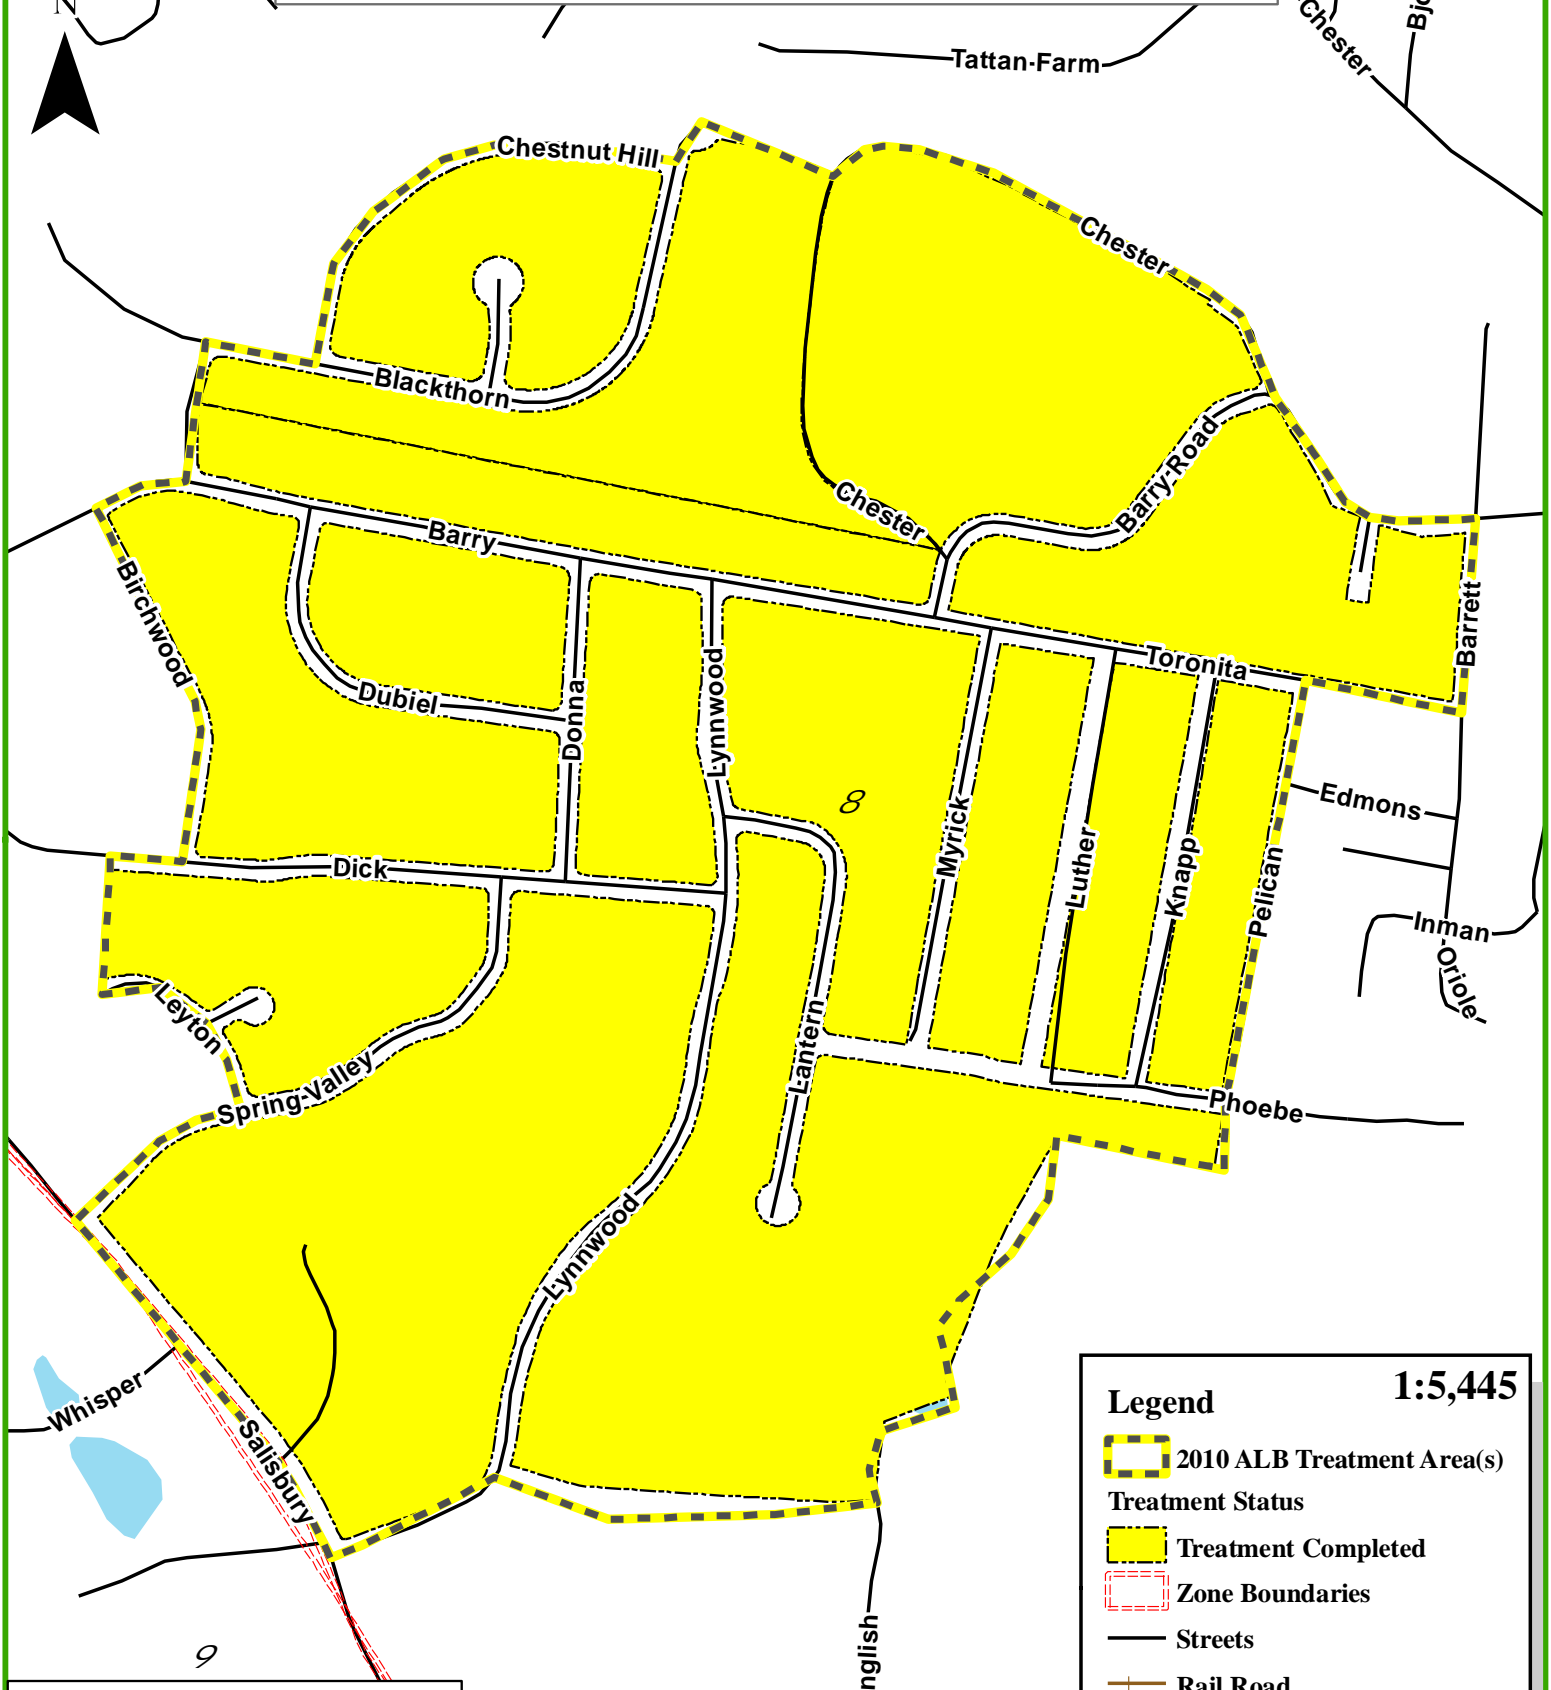 N
Chester
Tattan-Farm
Chestnut Hill
Chester
Blackthorn
Barry-Road
Chester
Barry
Birchwood
Barrett
Toronita
Dubiel
Donna
Lynnwood
8
Edmons
Myrick
Luther
Knapp
Pelican
Dick
Inman
Oriole
Leyton
Lantern
Spring-Valley
Phoebe
Lynnwood
Whisper
Salisbury
9
1:5,445
Legend
2010 ALB Treatment Area(s)
Treatment Status
Treatment Completed
Zone Boundaries
Streets
Rail Road